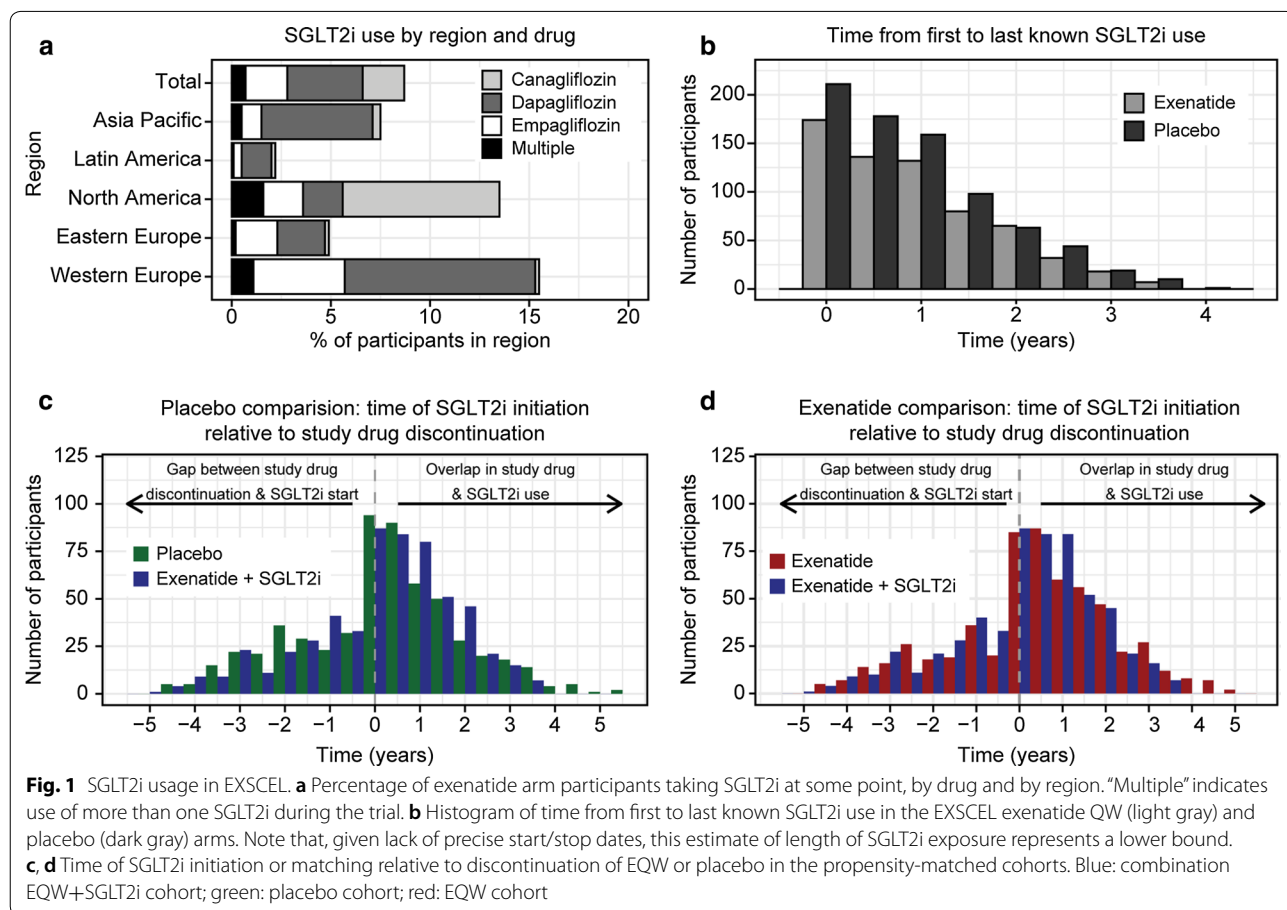 a
SGLT2i use by region and drug
Region
Total
Asia Pacific
Latin America
North America
Eastern Europe
Western Europe
Canagliflozin
Dapagliflozin
Empagliflozin
Multiple
0 5 10 15 20
% of participants in region
b
Time from first to last known SGLT2i use
Number of participants
200
150
100
50
0
Exenatide
Placebo
0 1 2 3 4
Time (years)
c
Placebo comparision: time of SGLT2i initiation
relative to study drug discontinuation
Number of participants
125
100
75
50
25
0
Gap between study drug
discontinuation & SGLT2i start
Overlap in study drug
& SGLT2i use
Placebo
Exenatide + SGLT2i
−5 −4 −3 −2 −1 0 1 2 3 4 5
Time (years)
d
Exenatide comparison: time of SGLT2i initiation
relative to study drug discontinuation
Number of participants
125
100
75
50
25
0
Gap between study drug
discontinuation & SGLT2i start
Overlap in study drug
& SGLT2i use
Exenatide
Exenatide + SGLT2i
−5 −4 −3 −2 −1 0 1 2 3 4 5
Time (years)
Fig. 1 SGLT2i usage in EXSCEL. a Percentage of exenatide arm participants taking SGLT2i at some point, by drug and by region. “Multiple” indicates
use of more than one SGLT2i during the trial. b Histogram of time from first to last known SGLT2i use in the EXSCEL exenatide QW (light gray) and
placebo (dark gray) arms. Note that, given lack of precise start/stop dates, this estimate of length of SGLT2i exposure represents a lower bound.
c, d Time of SGLT2i initiation or matching relative to discontinuation of EQW or placebo in the propensity-matched cohorts. Blue: combination
EQW+SGLT2i cohort; green: placebo cohort; red: EQW cohort